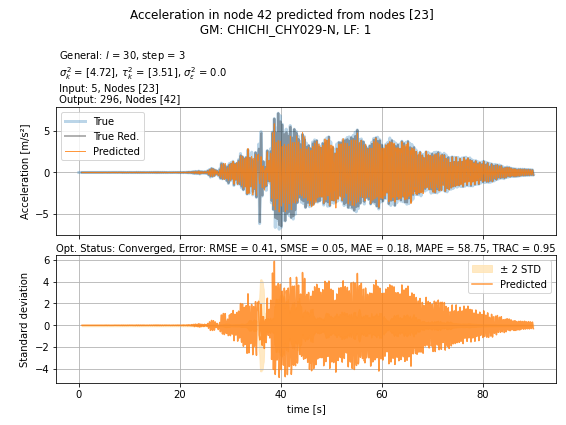 Acceleration in node 42 predicted from nodes [23]
GM: CHICHI_CHY029-N, LF: 1
General: l = 30, step = 3
σ²ₖ = [4.72], τ²ₖ = [3.51], σ²_ε = 0.0
Input: 5, Nodes [23]
Output: 296, Nodes [42]
Acceleration [m/s²]
5
0
−5
True
True Red.
Predicted
Opt. Status: Converged, Error: RMSE = 0.41, SMSE = 0.05, MAE = 0.18, MAPE = 58.75, TRAC = 0.95
Standard deviation
6
4
2
0
−2
−4
± 2 STD
Predicted
0 20 40 60 80
time [s]